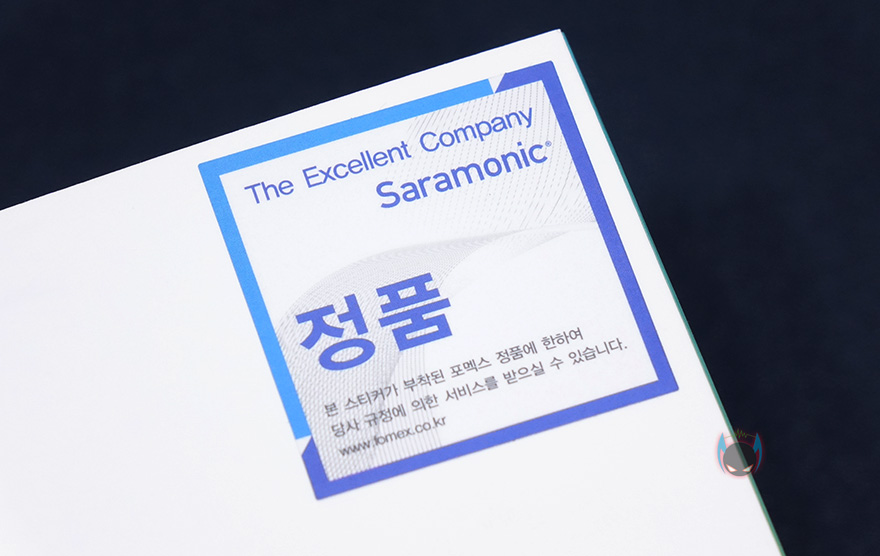 The Excellent Company
Saramonic®
정품
본 스티커가 부착된 포멕스 정품에 한하여
당사 규정에 의한 서비스를 받으실 수 있습니다.
www.fomex.co.kr